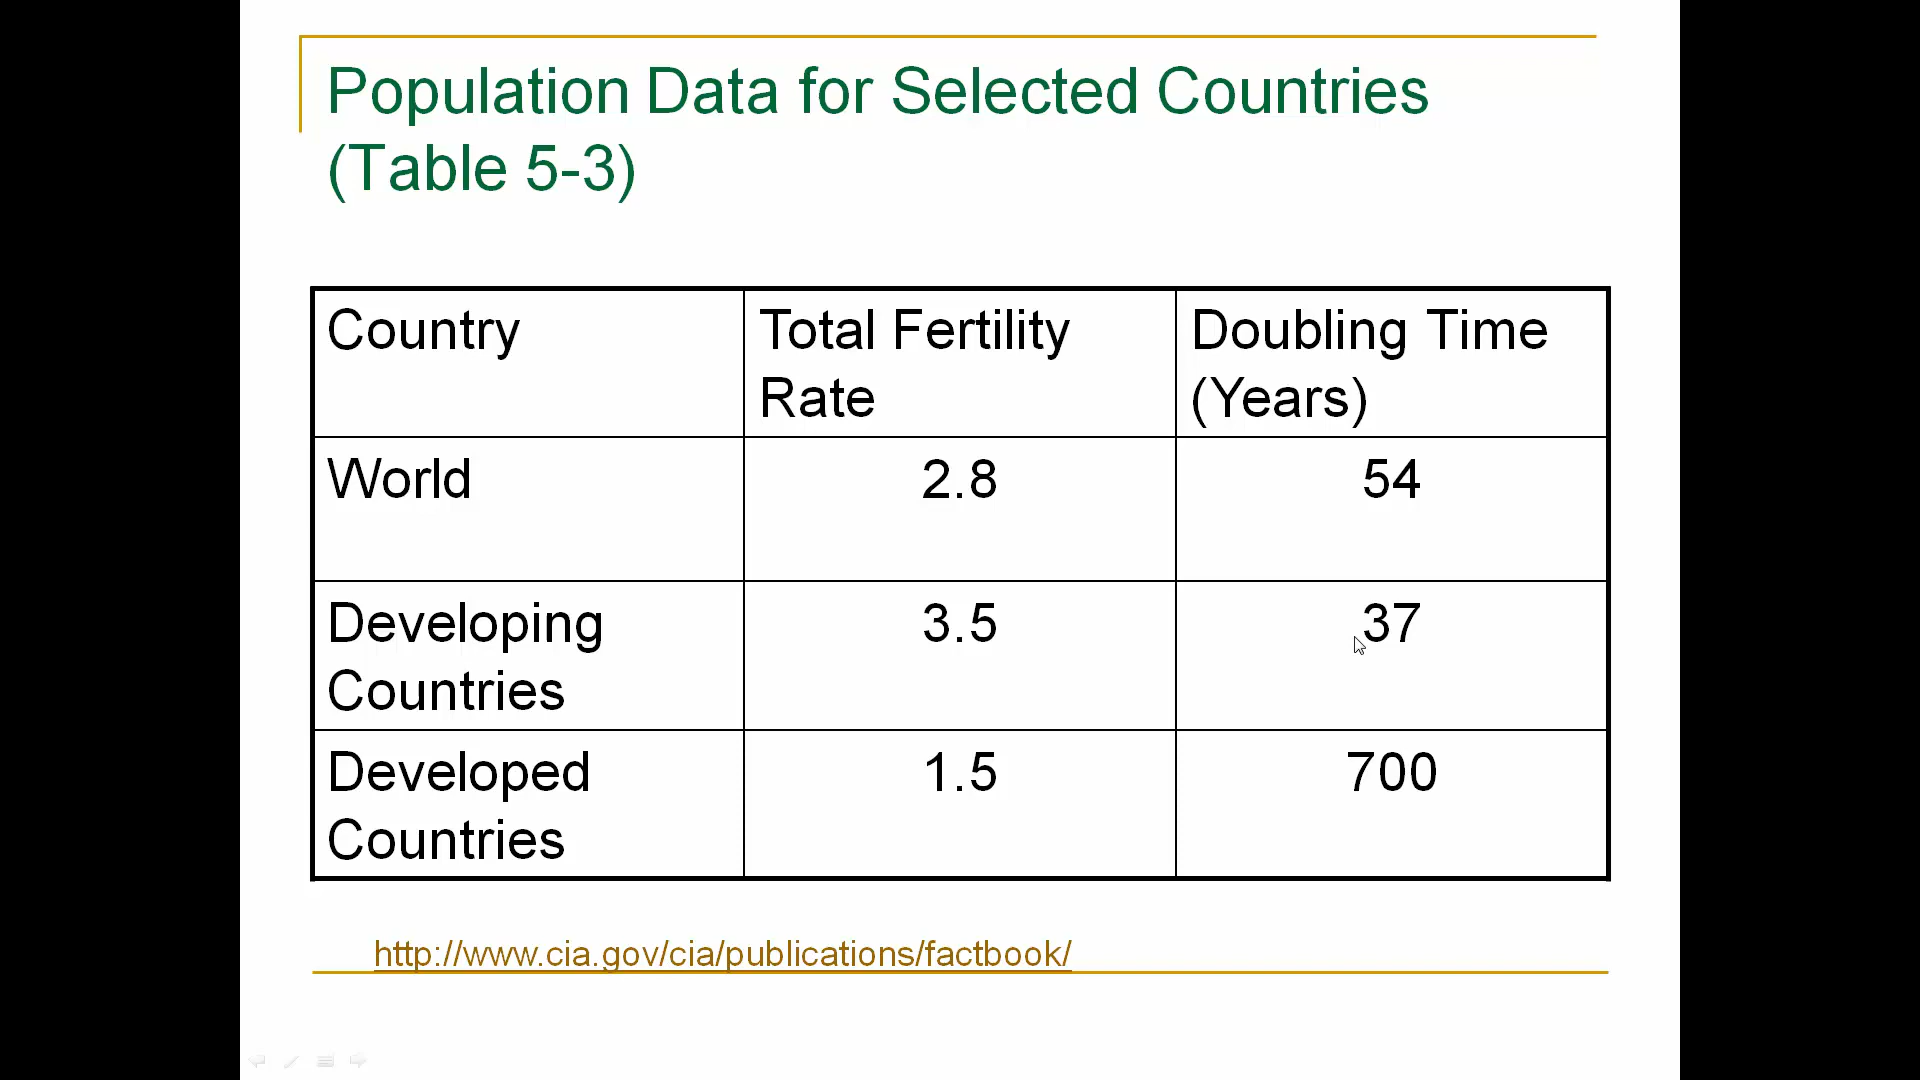 Population Data for Selected Countries
(Table 5-3)
Country
Total Fertility
Rate
Doubling Time
(Years)
World
2.8
54
Developing
Countries
3.5
37
Developed
Countries
1.5
700
http://www.cia.gov/cia/publications/factbook/